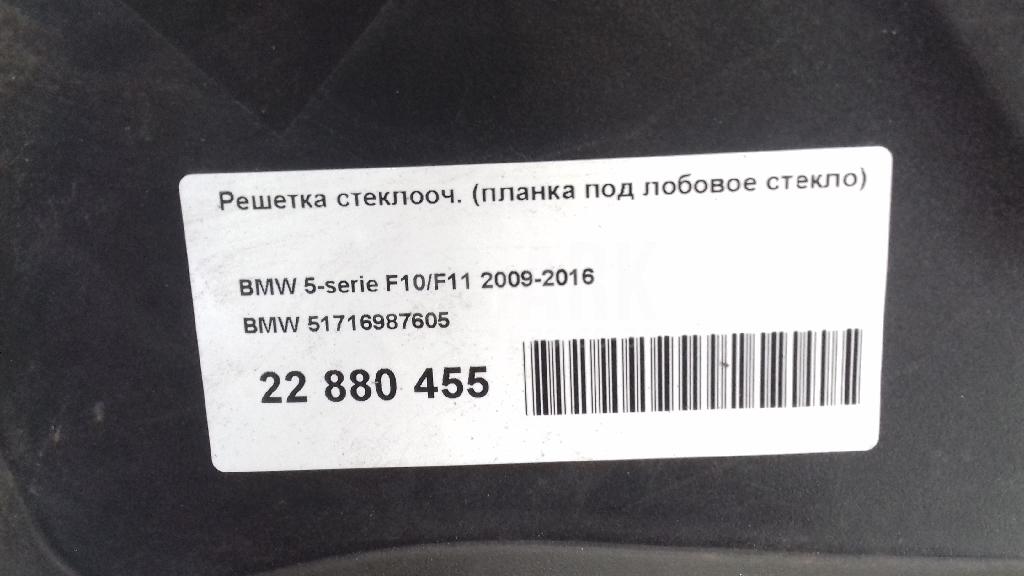 Решетка стеклооч. (планка под лобовое стекло)
BMW 5-serie F10/F11 2009-2016
BMW 51716987605
22 880 455